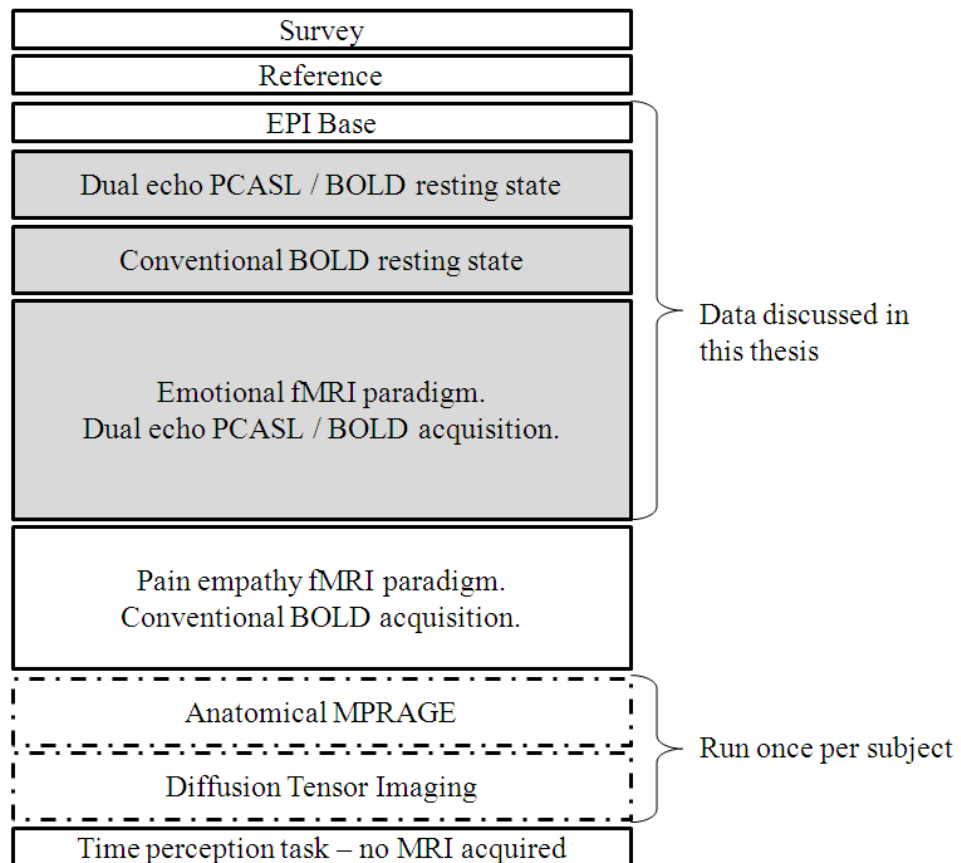 Survey
Reference
EPI Base
Dual echo PCASL / BOLD resting state
Conventional BOLD resting state
Emotional fMRI paradigm.
Dual echo PCASL / BOLD acquisition.
Data discussed in
this thesis
Pain empathy fMRI paradigm.
Conventional BOLD acquisition.
Anatomical MPRAGE
Diffusion Tensor Imaging
Run once per subject
Time perception task – no MRI acquired